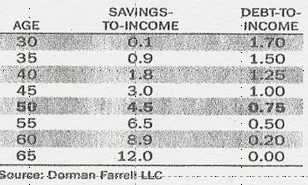 SAVINGS- DEBT-TO-
AGE TO-INCOME INCOME
30 0.1 1.70
35 0.9 1.50
40 1.8 1.25
45 3.0 1.00
50 4.5 0.75
55 6.5 0.50
60 8.9 0.20
65 12.0 0.00
Source: Dorman Farrell LLC